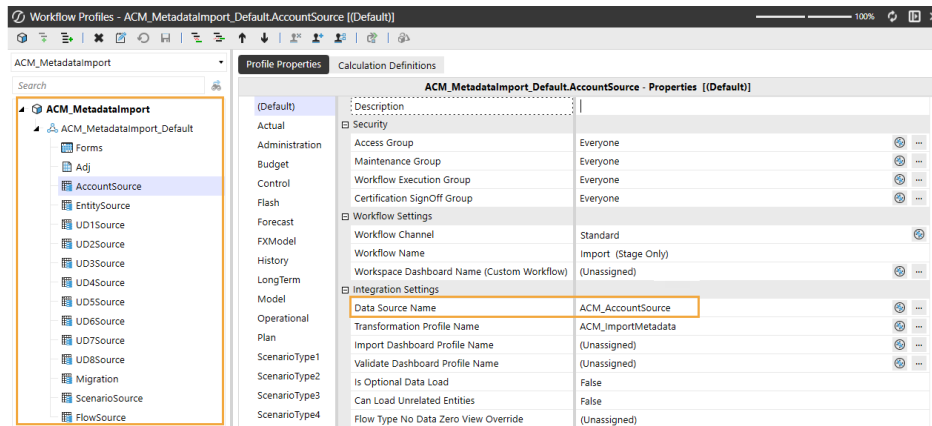 Workflow Profiles - ACM_MetadataImport_Default.AccountSource [(Default)]
100%
ACM_MetadataImport
Search
ACM_MetadataImport
ACM_MetadataImport_Default
Forms
Adj
AccountSource
EntitySource
UD1Source
UD2Source
UD3Source
UD4Source
UD5Source
UD6Source
UD7Source
UD8Source
Migration
ScenarioSource
FlowSource
Profile Properties Calculation Definitions
ACM_MetadataImport_Default.AccountSource - Properties [(Default)]
(Default)
Actual
Administration
Budget
Control
Flash
Forecast
FXModel
History
LongTerm
Model
Operational
Plan
ScenarioType1
ScenarioType2
ScenarioType3
ScenarioType4
Description
Security
Access Group Everyone ...
Maintenance Group Everyone ...
Workflow Execution Group Everyone ...
Certification SignOff Group Everyone ...
Workflow Settings
Workflow Channel Standard
Workflow Name Import (Stage Only)
Workspace Dashboard Name (Custom Workflow) (Unassigned) ...
Integration Settings
Data Source Name ACM_AccountSource ...
Transformation Profile Name ACM_ImportMetadata ...
Import Dashboard Profile Name (Unassigned) ...
Validate Dashboard Profile Name (Unassigned) ...
Is Optional Data Load False
Can Load Unrelated Entities False
Flow Type No Data Zero View Override (Unassigned)